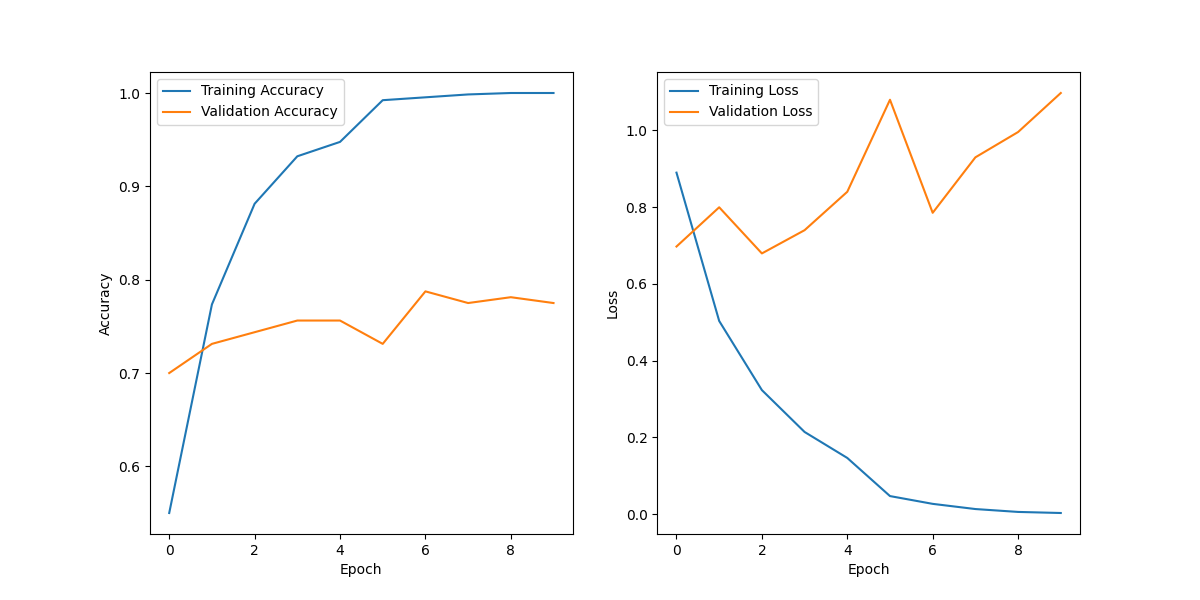 Training Accuracy
Validation Accuracy
1.0
0.9
0.8
0.7
0.6
Accuracy
0
2
4
6
8
Epoch
Training Loss
Validation Loss
1.0
0.8
0.6
0.4
0.2
0.0
Loss
0
2
4
6
8
Epoch